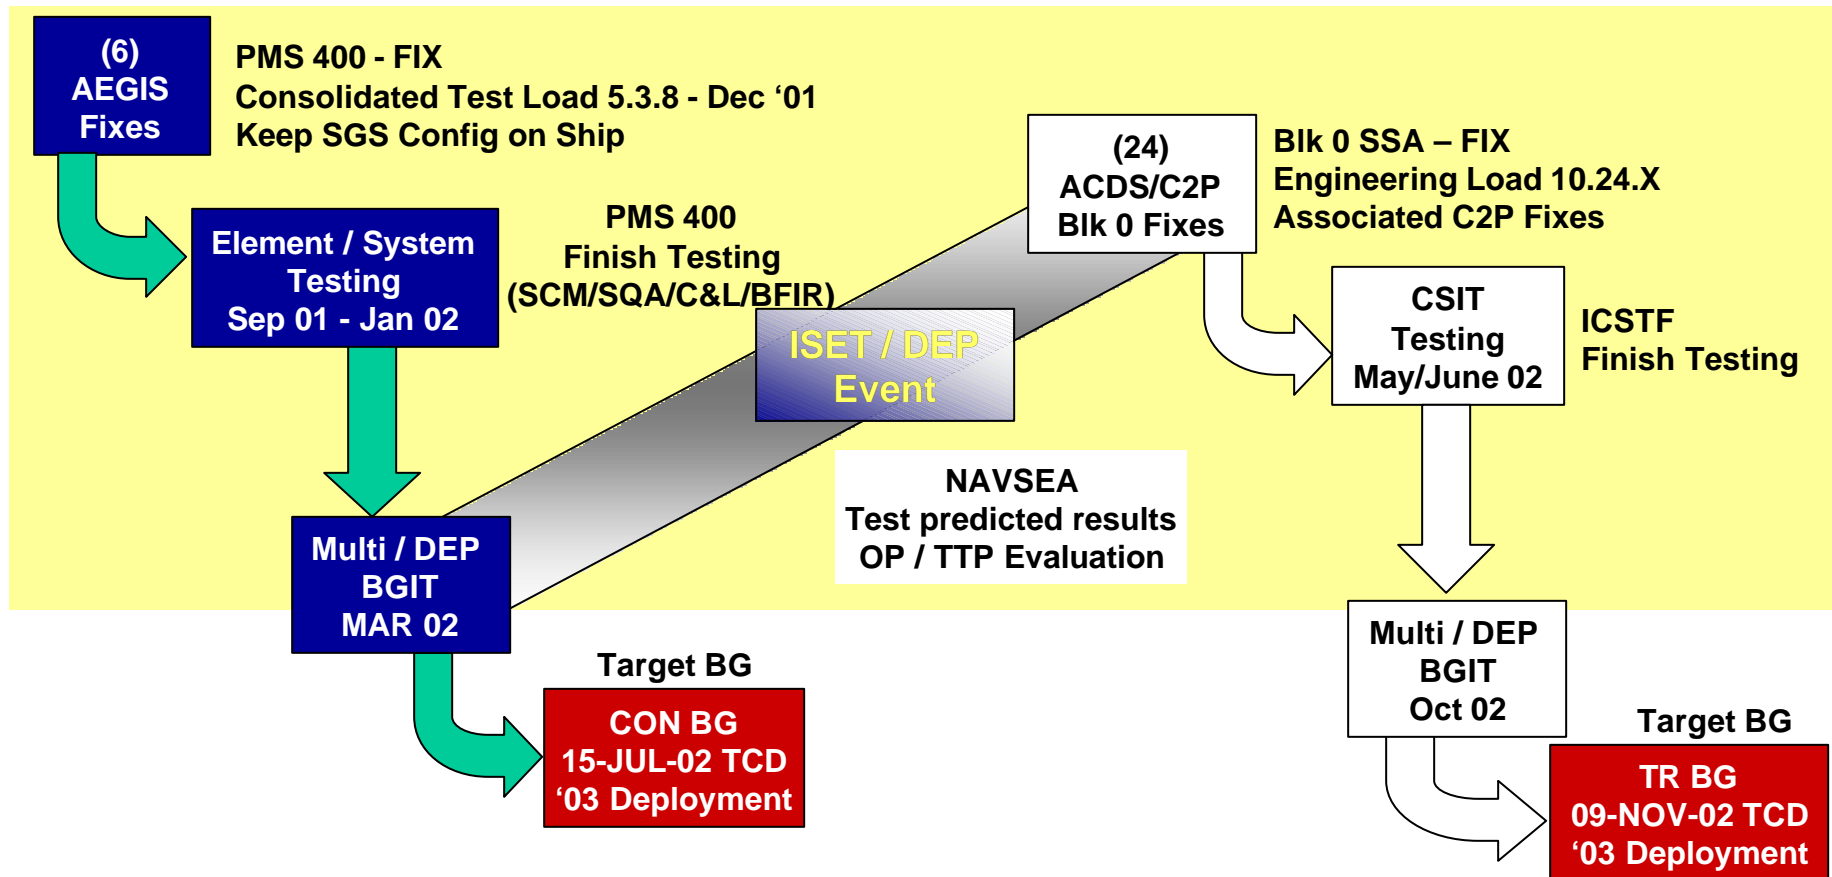 (6)
AEGIS
Fixes
PMS 400 - FIX
Consolidated Test Load 5.3.8 - Dec ‘01
Keep SGS Config on Ship
(24)
ACDS/C2P
Blk 0 Fixes
Blk 0 SSA – FIX
Engineering Load 10.24.X
Associated C2P Fixes
Element / System
Testing
Sep 01 - Jan 02
PMS 400
Finish Testing
(SCM/SQA/C&L/BFIR)
ISET / DEP
Event
CSIT
Testing
May/June 02
ICSTF
Finish Testing
NAVSEA
Test predicted results
OP / TTP Evaluation
Multi / DEP
BGIT
MAR 02
Multi / DEP
BGIT
Oct 02
Target BG
CON BG
15-JUL-02 TCD
‘03 Deployment
Target BG
TR BG
09-NOV-02 TCD
‘03 Deployment